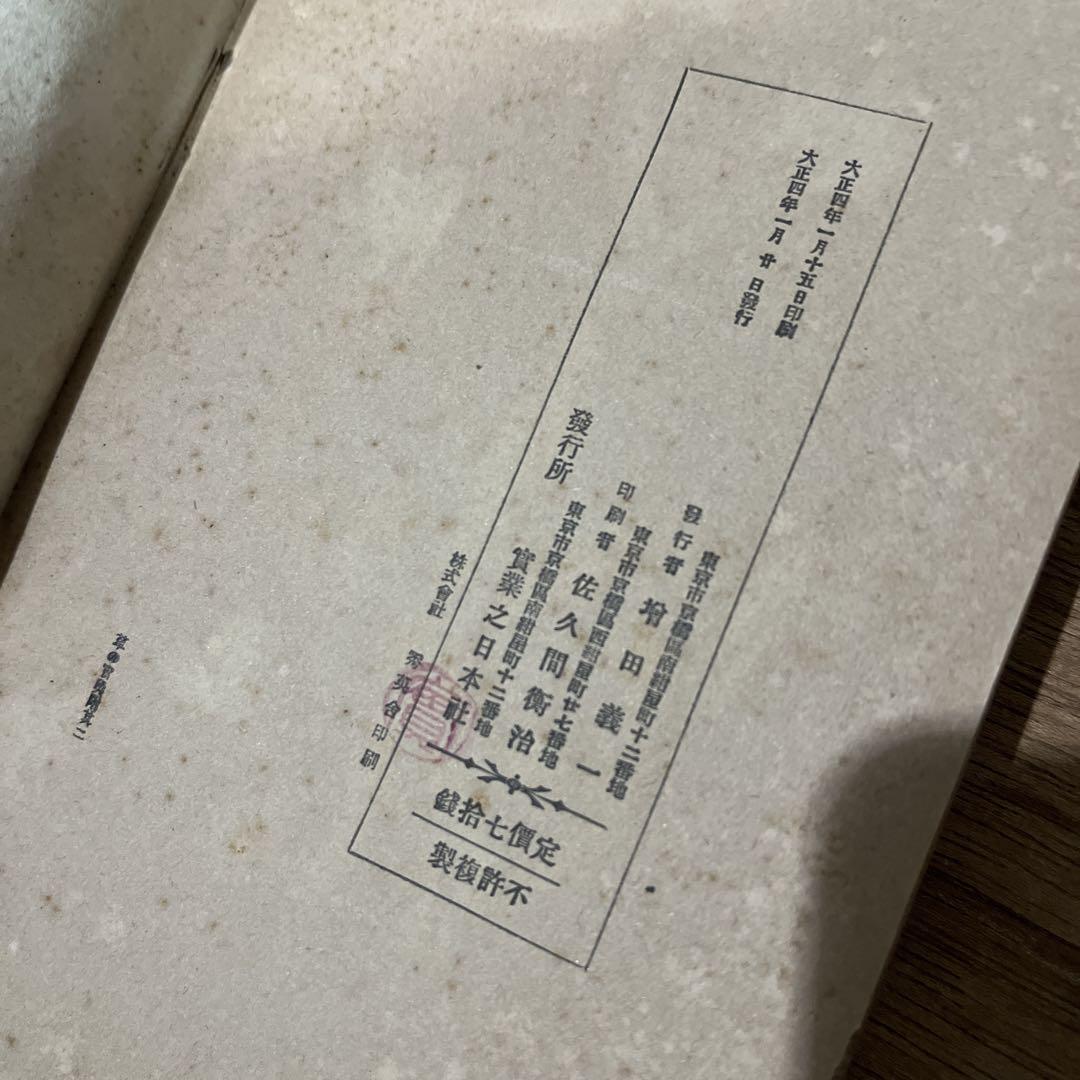 大正四年一月十五日印刷
大正四年一月廿日發行
東京市京橋區南紺屋町十二番地
發行者 增田義一
東京市京橋區西紺屋町廿七番地
印刷者 佐久間衡治
東京市京橋區南紺屋町十二番地
發行所 實業之日本社
定價七拾錢
不許複製
株式會社 秀英舍印刷